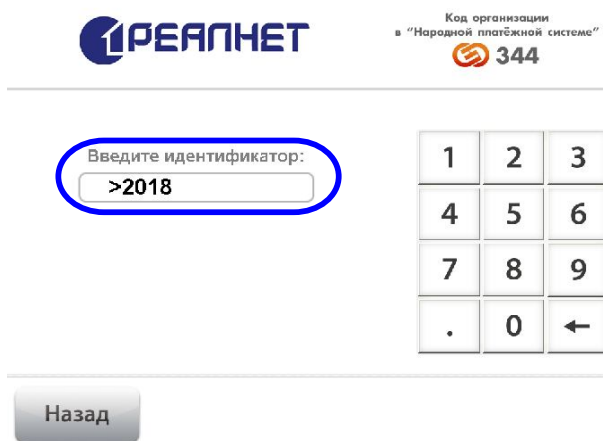 РЕАЛНЕТ
Код организации
в "Народной платёжной системе"
344
Введите идентификатор:
>2018
1 2 3
4 5 6
7 8 9
. 0 ←
Назад